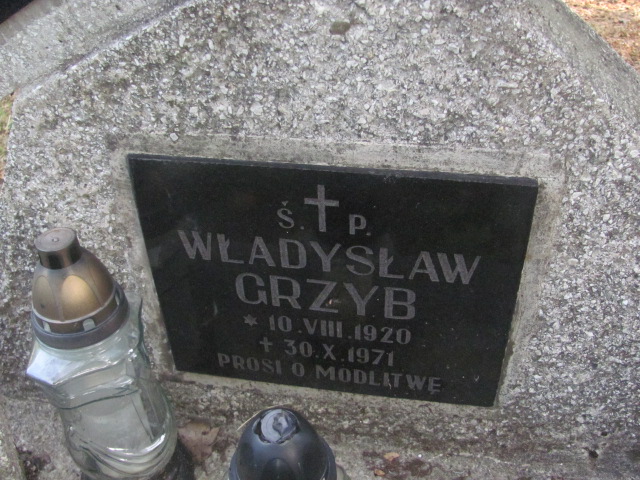 Ś. † P.
WŁADYSŁAW
GRZYB
* 10.VIII.1920
† 30.X.1971
PROSI O MODLITWĘ